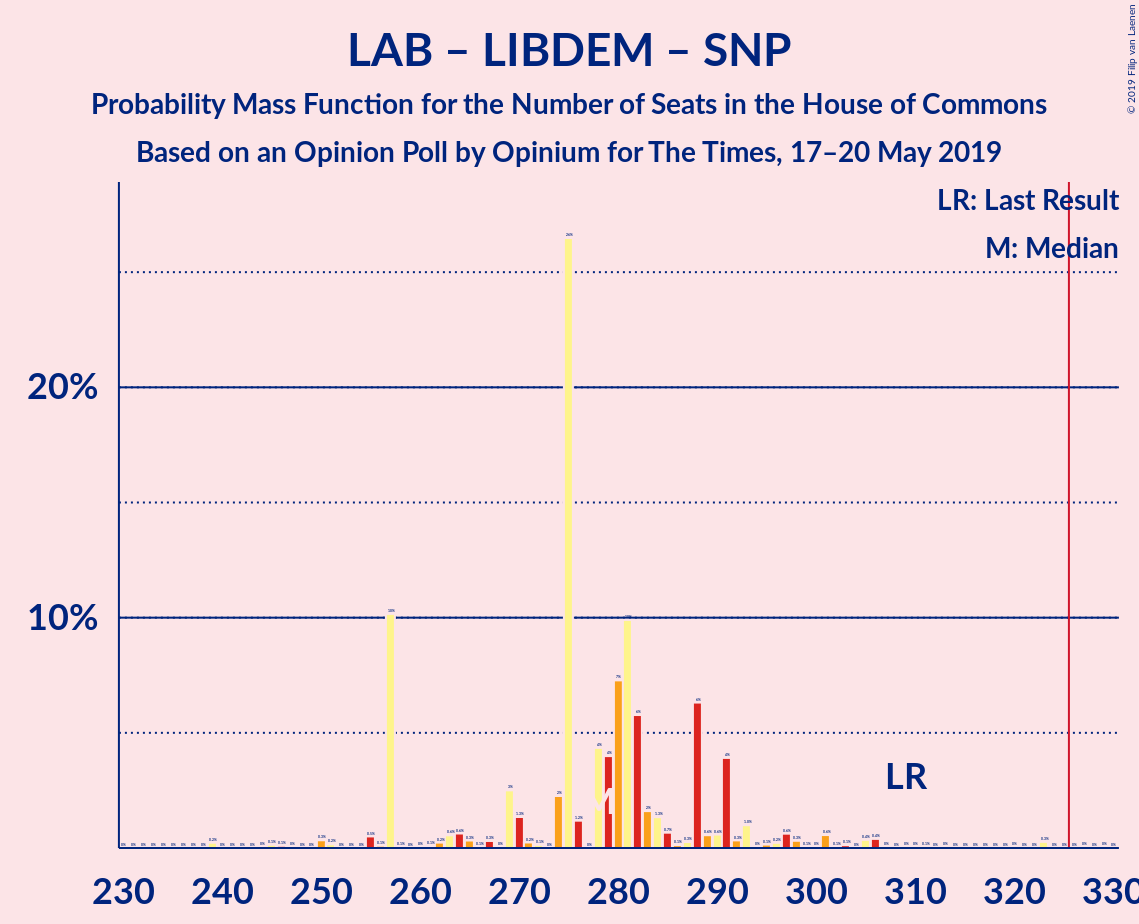 LAB – LIBDEM – SNP
Probability Mass Function for the Number of Seats in the House of Commons
Based on an Opinion Poll by Opinium for The Times, 17–20 May 2019
© 2019 Filip van Laenen
LR: Last Result
M: Median
20%
10%
LR
M
230 240 250 260 270 280 290 300 310 320 330